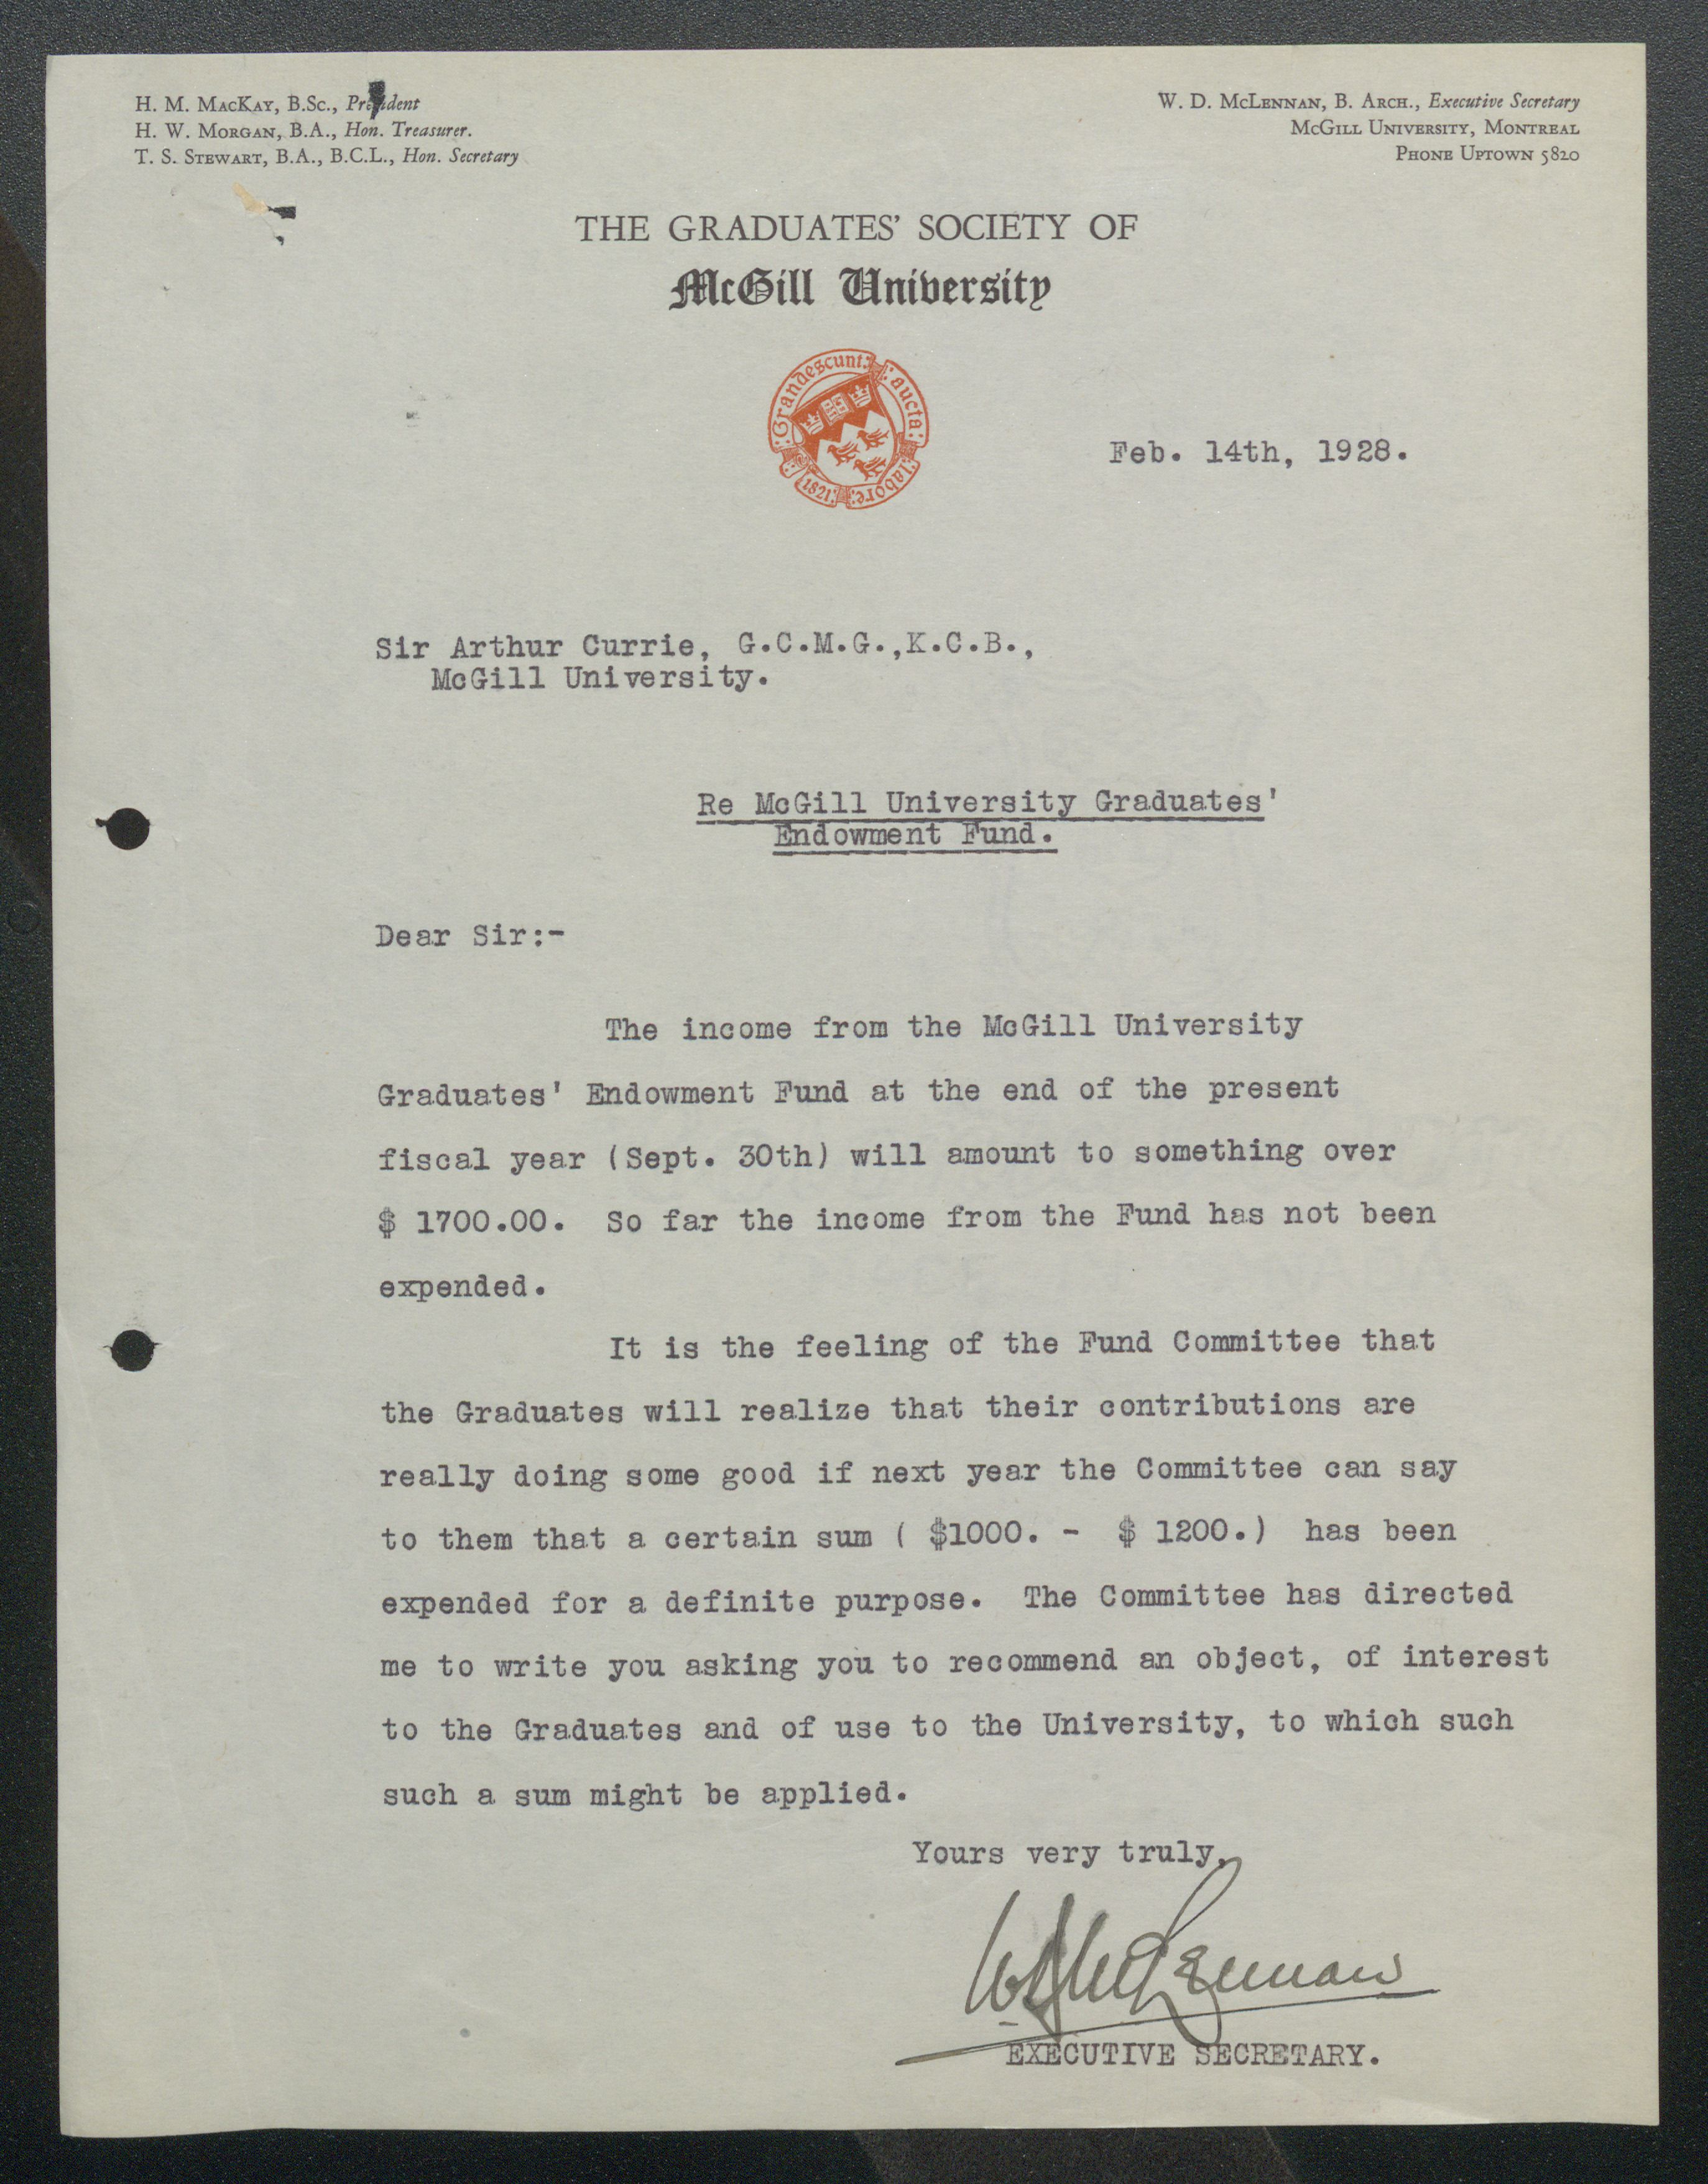 H. M. MacKay, B.Sc., President
H. W. Morgan, B.A., Hon. Treasurer.
T. S. Stewart, B.A., B.C.L., Hon. Secretary
W. D. McLennan, B. Arch., Executive Secretary
McGill University, Montreal
Phone Uptown 5820
THE GRADUATES' SOCIETY OF
McGill University
Grandescunt: aucta: labore: 1821:
Feb. 14th, 1928.
Sir Arthur Currie, G.C.M.G.,K.C.B.,
McGill University.
Re McGill University Graduates'
Endowment Fund.
Dear Sir:-
The income from the McGill University
Graduates' Endowment Fund at the end of the present
fiscal year (Sept. 30th) will amount to something over
$ 1700.00. So far the income from the Fund has not been
expended.
It is the feeling of the Fund Committee that
the Graduates will realize that their contributions are
really doing some good if next year the Committee can say
to them that a certain sum ( $1000. - $ 1200.) has been
expended for a definite purpose. The Committee has directed
me to write you asking you to recommend an object, of interest
to the Graduates and of use to the University, to which such
such a sum might be applied.
Yours very truly,
W D McLennan
EXECUTIVE SECRETARY.